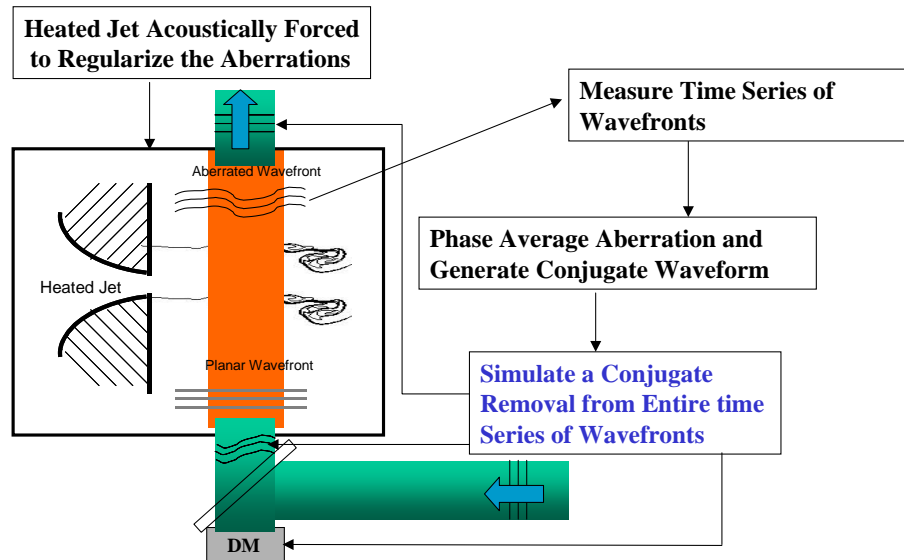 Heated Jet Acoustically Forced
to Regularize the Aberrations
Measure Time Series of
Wavefronts
Aberrated Wavefront
Phase Average Aberration and
Generate Conjugate Waveform
Heated Jet
Planar Wavefront
Simulate a Conjugate
Removal from Entire time
Series of Wavefronts
DM